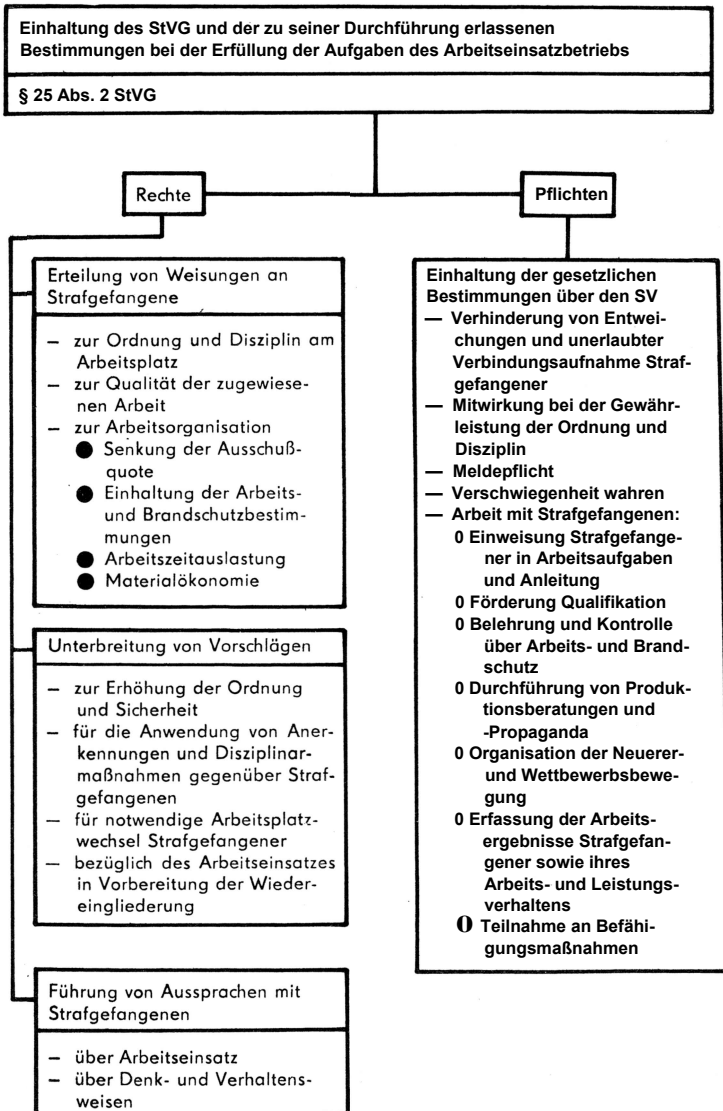 Einhaltung des StVG und der zu seiner Durchführung erlassenen
Bestimmungen bei der Erfüllung der Aufgaben des Arbeitseinsatzbetriebs
§ 25 Abs. 2 StVG
Rechte
Pflichten
Erteilung von Weisungen an
Strafgefangene
– zur Ordnung und Disziplin am
Arbeitsplatz
– zur Qualität der zugewiese-
nen Arbeit
– zur Arbeitsorganisation
● Senkung der Ausschuß-
quote
● Einhaltung der Arbeits-
und Brandschutzbestim-
mungen
● Arbeitszeitauslastung
● Materialökonomie
Unterbreitung von Vorschlägen
– zur Erhöhung der Ordnung
und Sicherheit
– für die Anwendung von Aner-
kennungen und Disziplinar-
maßnahmen gegenüber Straf-
gefangenen
– für notwendige Arbeitsplatz-
wechsel Strafgefangener
– bezüglich des Arbeitseinsatzes
in Vorbereitung der Wieder-
eingliederung
Führung von Aussprachen mit
Strafgefangenen
– über Arbeitseinsatz
– über Denk- und Verhaltens-
weisen
Einhaltung der gesetzlichen
Bestimmungen über den SV
— Verhinderung von Entwei-
chungen und unerlaubter
Verbindungsaufnahme Straf-
gefangener
— Mitwirkung bei der Gewähr-
leistung der Ordnung und
Disziplin
— Meldepflicht
— Verschwiegenheit wahren
— Arbeit mit Strafgefangenen:
0 Einweisung Strafgefange-
ner in Arbeitsaufgaben
und Anleitung
0 Förderung Qualifikation
0 Belehrung und Kontrolle
über Arbeits- und Brand-
schutz
0 Durchführung von Produk-
tionsberatungen und
-Propaganda
0 Organisation der Neuerer-
und Wettbewerbsbewe-
gung
0 Erfassung der Arbeits-
ergebnisse Strafgefan-
gener sowie ihres
Arbeits- und Leistungs-
verhaltens
0 Teilnahme an Befähi-
gungsmaßnahmen